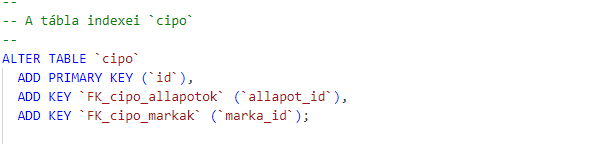 --
-- A tábla indexei `cipo`
--
ALTER TABLE `cipo`
  ADD PRIMARY KEY (`id`),
  ADD KEY `FK_cipo_allapotok` (`allapot_id`),
  ADD KEY `FK_cipo_markak` (`marka_id`);